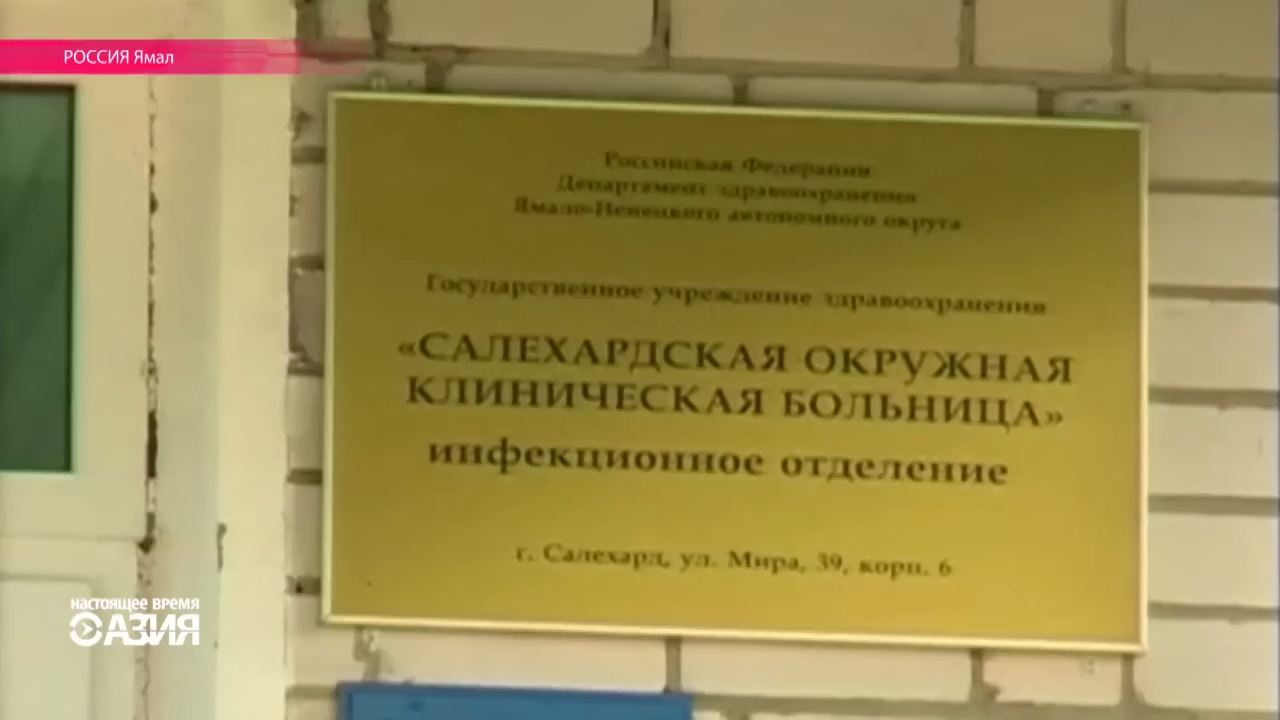 РОССИЯ Ямал
Российская Федерация
Департамент здравоохранения
Ямало-Ненецкого автономного округа
Государственное учреждение здравоохранения
«САЛЕХАРДСКАЯ ОКРУЖНАЯ
КЛИНИЧЕСКАЯ БОЛЬНИЦА»
инфекционное отделение
г. Салехард, ул. Мира, 39, корп. 6
НАСТОЯЩЕЕ ВРЕМЯ
АЗИЯ